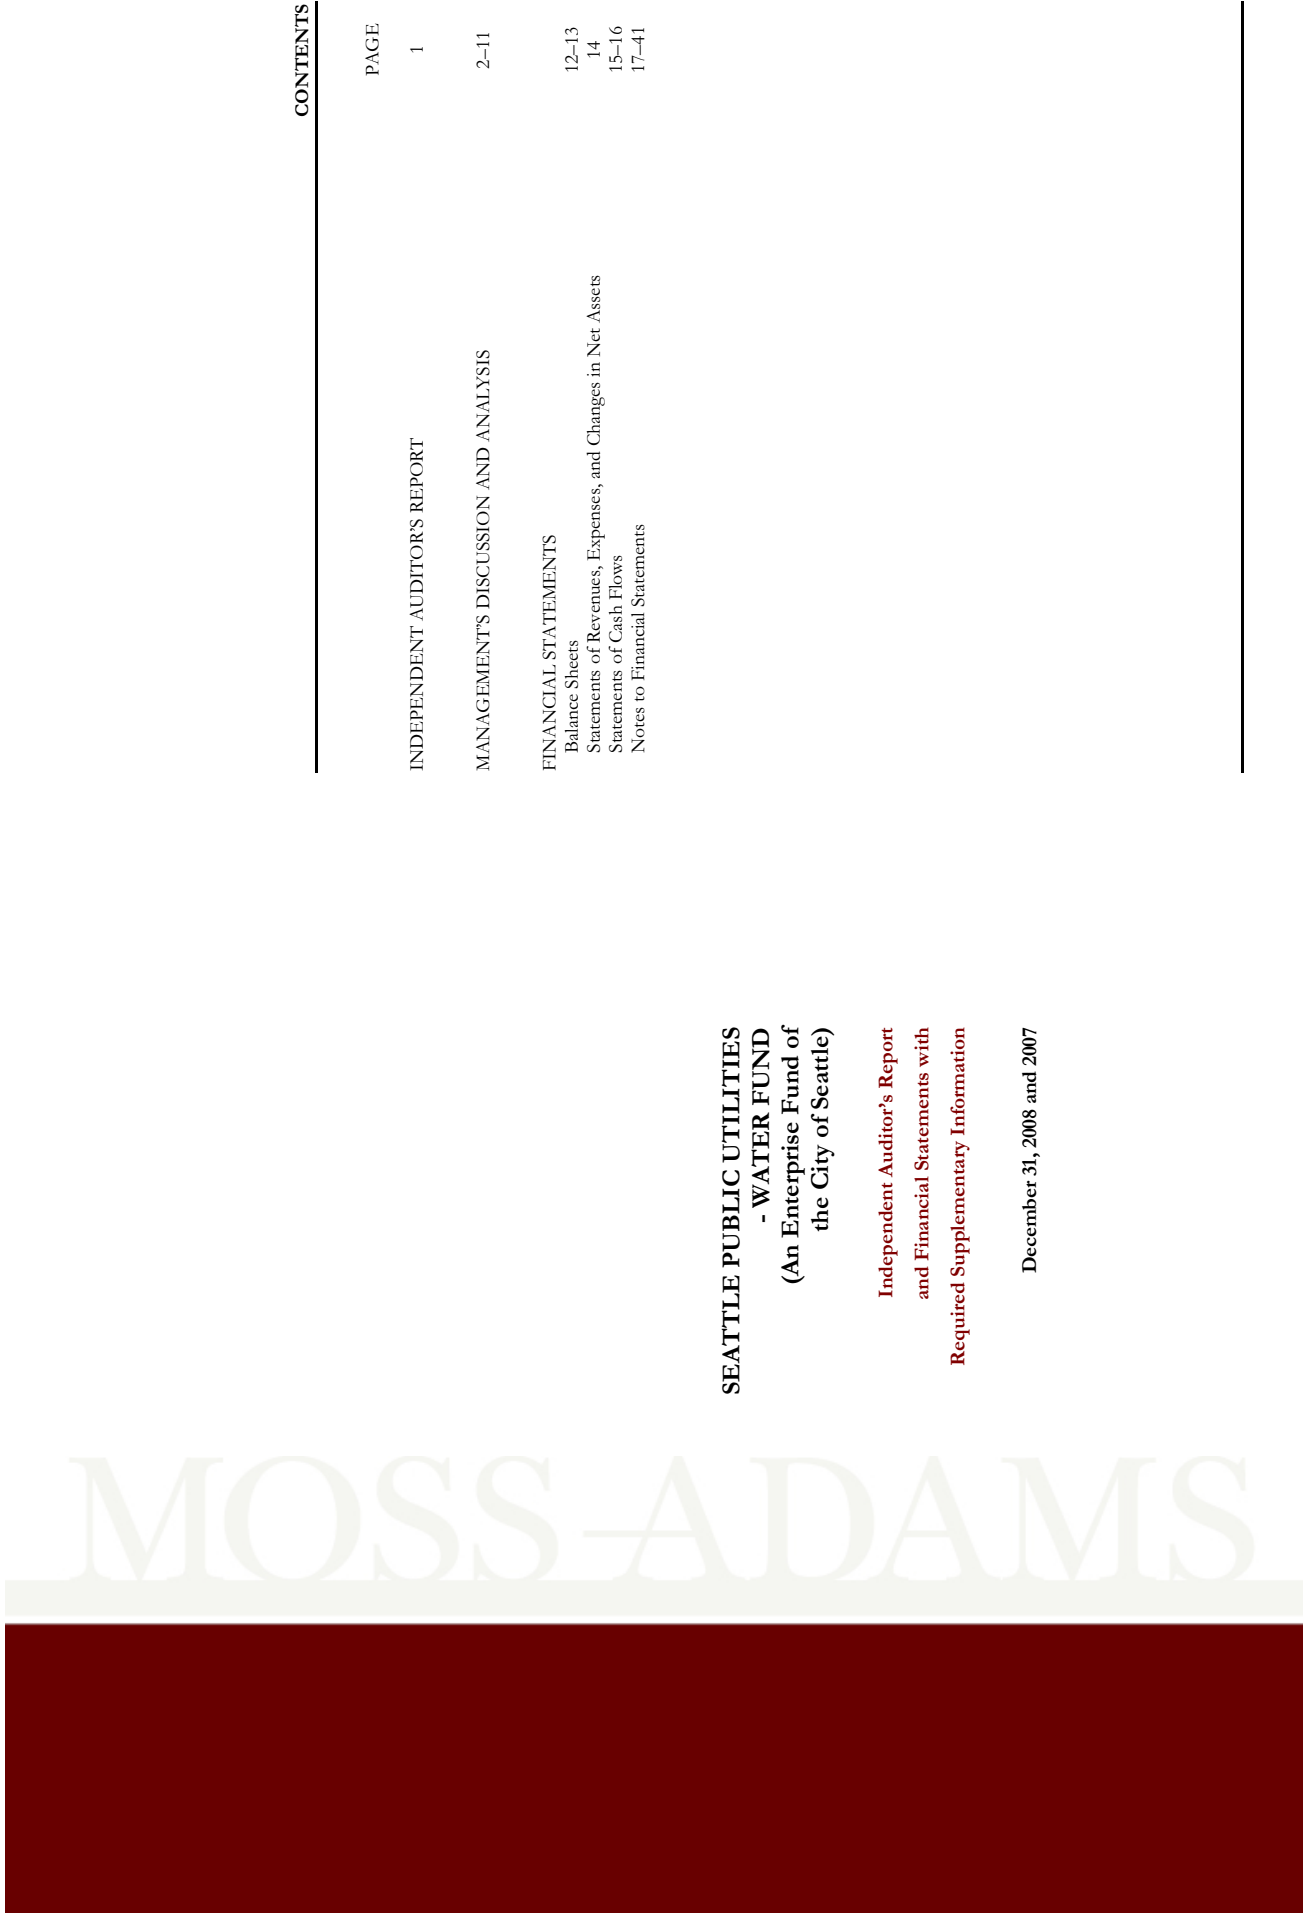 MOSS-ADAMS
SEATTLE PUBLIC UTILITIES
- WATER FUND
(An Enterprise Fund of
the City of Seattle)
Independent Auditor's Report
and Financial Statements with
Required Supplementary Information
December 31, 2008 and 2007
CONTENTS
PAGE
INDEPENDENT AUDITOR'S REPORT 1
MANAGEMENT'S DISCUSSION AND ANALYSIS 2–11
FINANCIAL STATEMENTS
Balance Sheets 12–13
Statements of Revenues, Expenses, and Changes in Net Assets 14
Statements of Cash Flows 15–16
Notes to Financial Statements 17–41